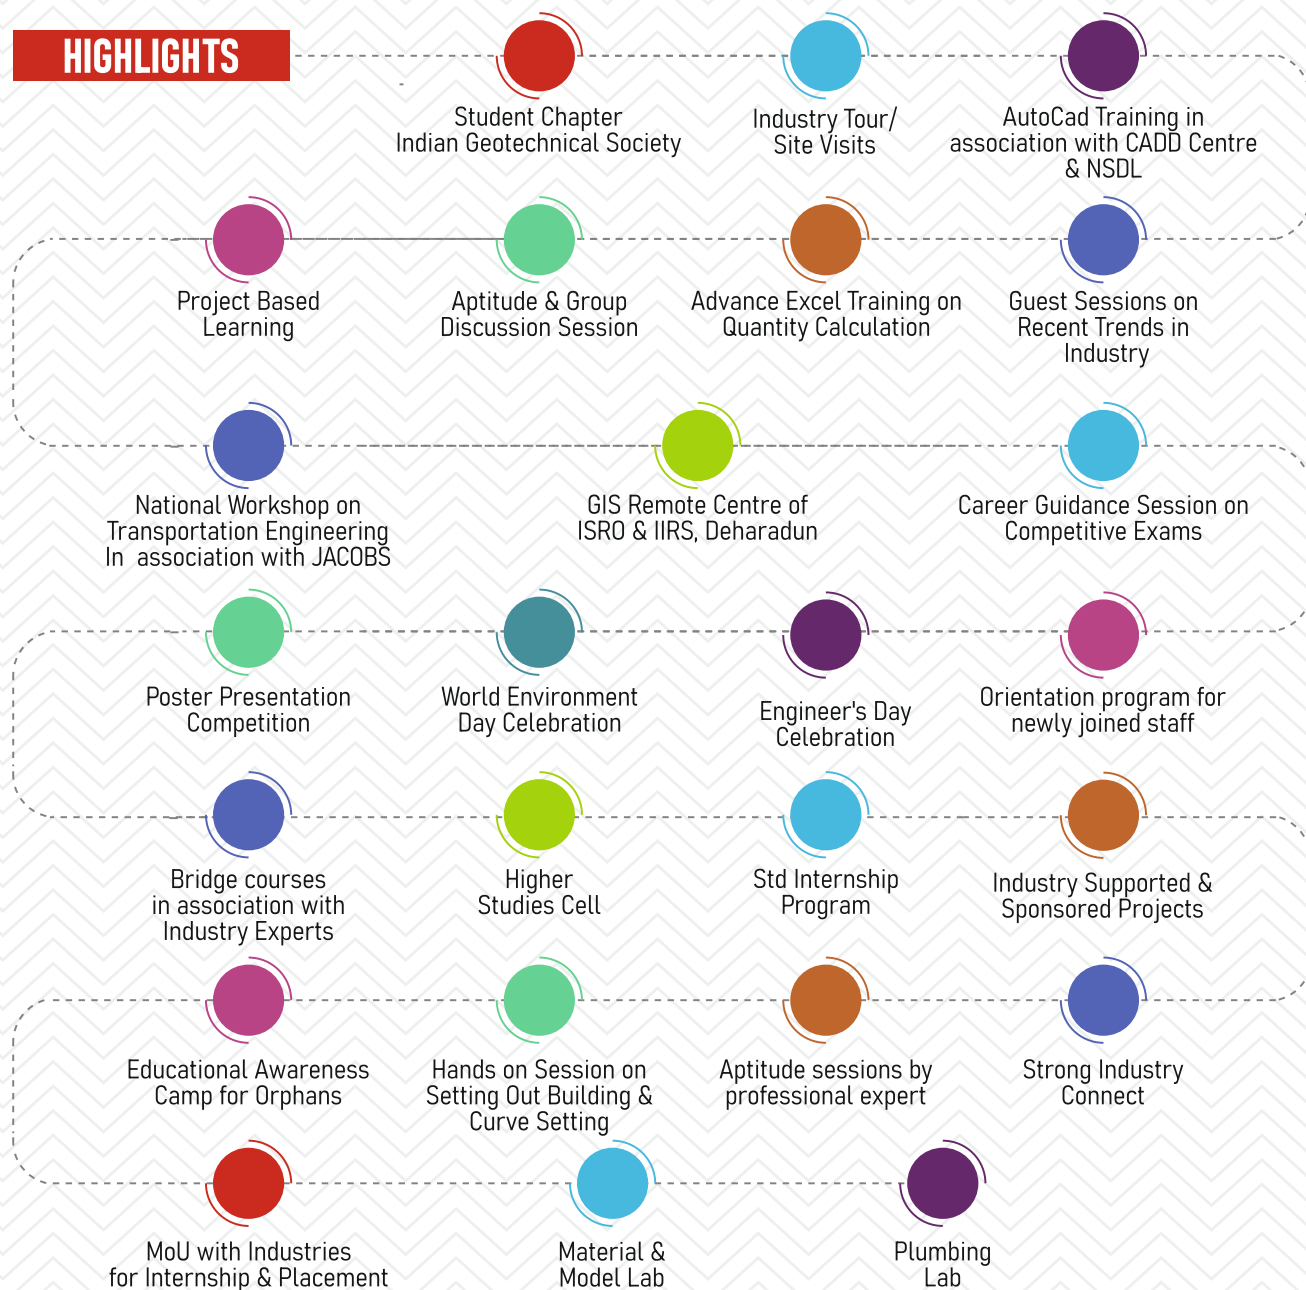 HIGHLIGHTS
Student Chapter
Indian Geotechnical Society
Industry Tour/
Site Visits
AutoCad Training in
association with CADD Centre
& NSDL
Project Based
Learning
Aptitude & Group
Discussion Session
Advance Excel Training on
Quantity Calculation
Guest Sessions on
Recent Trends in
Industry
National Workshop on
Transportation Engineering
In association with JACOBS
GIS Remote Centre of
ISRO & IIRS, Deharadun
Career Guidance Session on
Competitive Exams
Poster Presentation
Competition
World Environment
Day Celebration
Engineer's Day
Celebration
Orientation program for
newly joined staff
Bridge courses
in association with
Industry Experts
Higher
Studies Cell
Std Internship
Program
Industry Supported &
Sponsored Projects
Educational Awareness
Camp for Orphans
Hands on Session on
Setting Out Building &
Curve Setting
Aptitude sessions by
professional expert
Strong Industry
Connect
MoU with Industries
for Internship & Placement
Material &
Model Lab
Plumbing
Lab